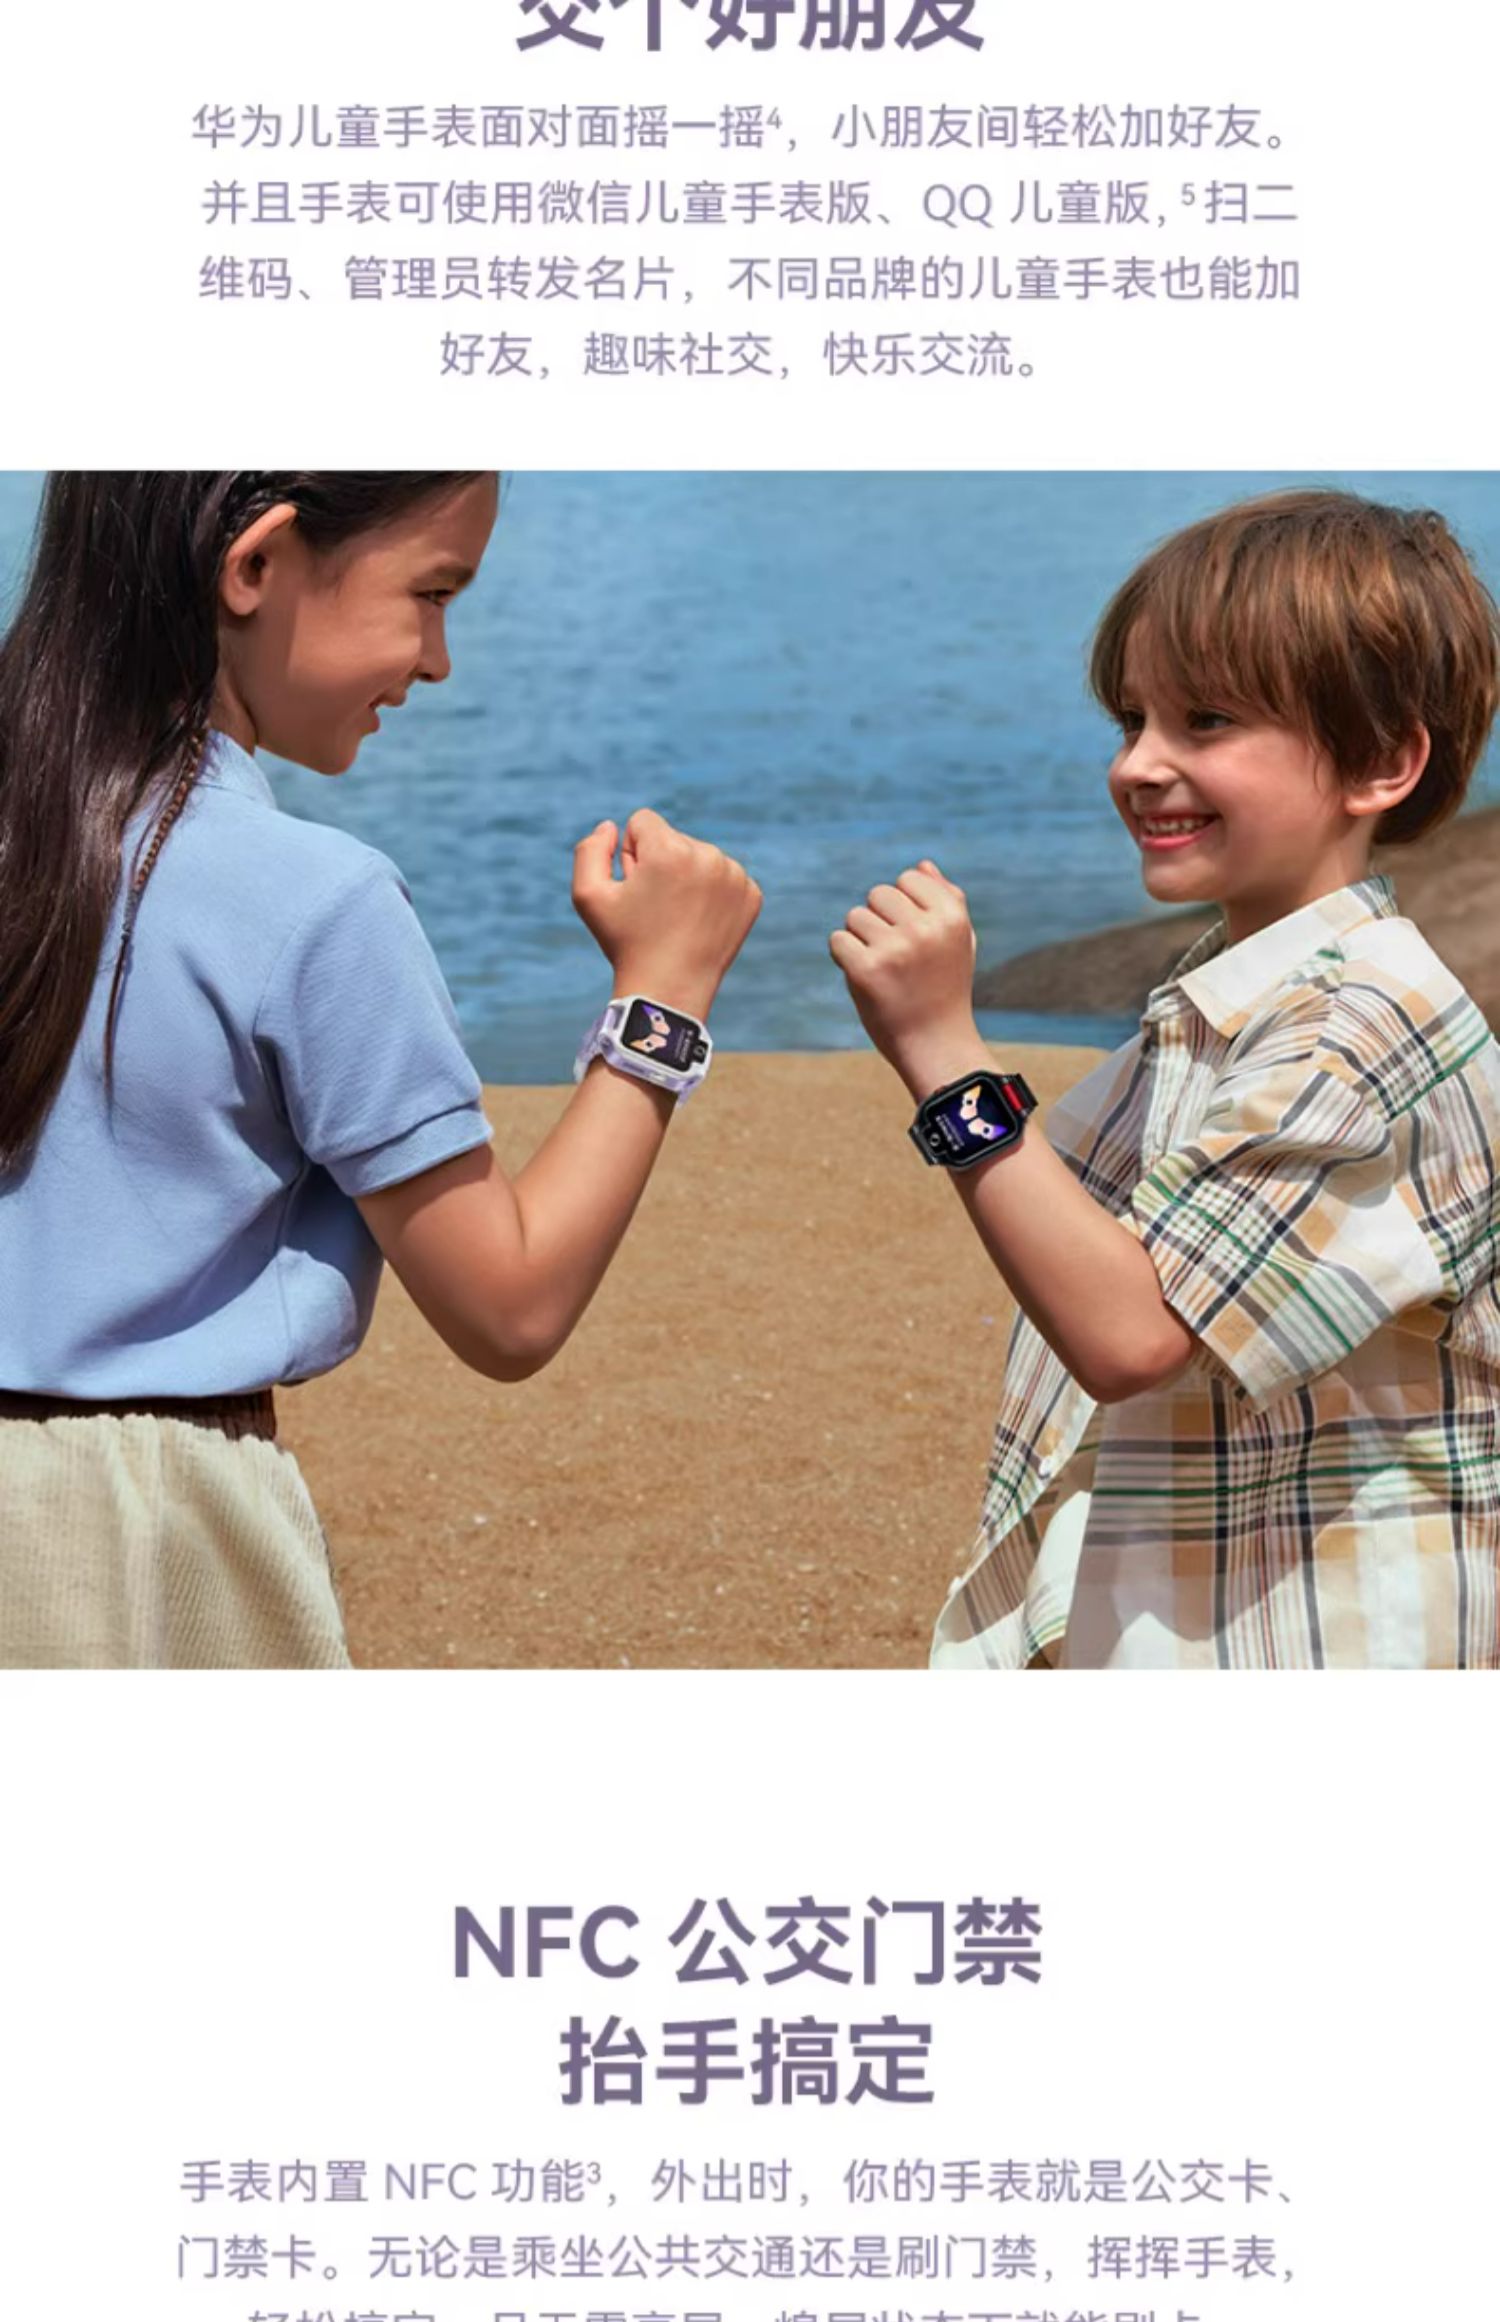 交个好朋友
华为儿童手表面对面摇一摇⁴，小朋友间轻松加好友。
并且手表可使用微信儿童手表版、QQ 儿童版，⁵扫二
维码、管理员转发名片，不同品牌的儿童手表也能加
好友，趣味社交，快乐交流。
NFC 公交门禁
抬手搞定
手表内置 NFC 功能³，外出时，你的手表就是公交卡、
门禁卡。无论是乘坐公共交通还是刷门禁，挥挥手表，